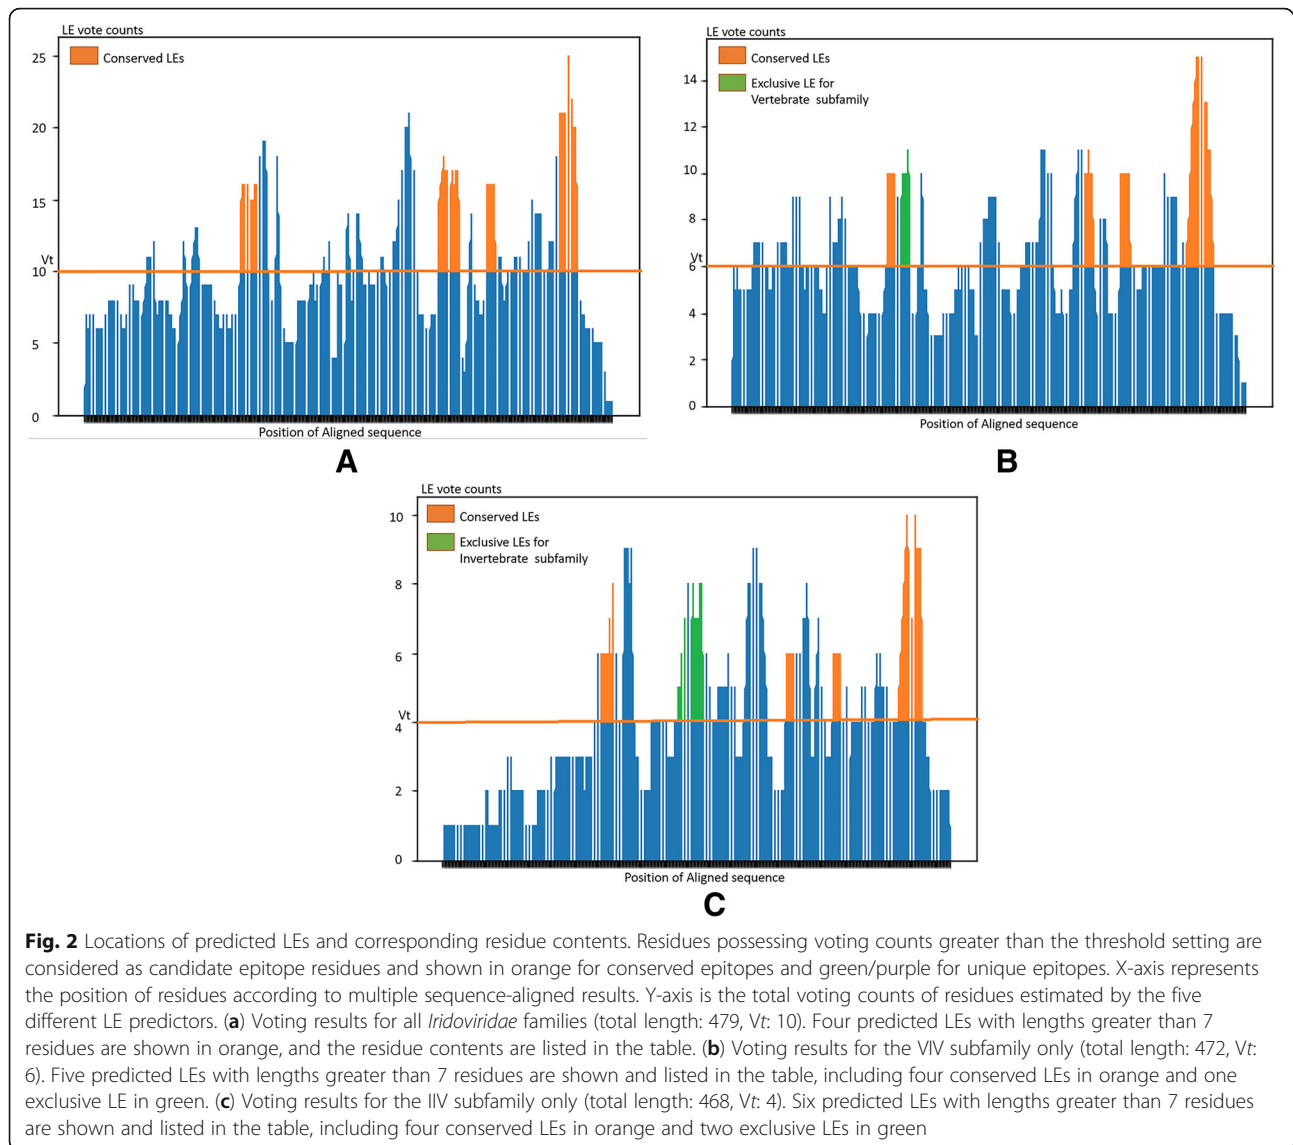 LE vote counts
Conserved LEs
25
20
15
Vt
10
5
0
Position of Aligned sequence
A
LE vote counts
Conserved LEs
Exclusive LE for
Vertebrate subfamily
14
12
10
8
Vt
6
4
2
0
Position of Aligned sequence
B
LE vote counts
Conserved LEs
Exclusive LEs for
Invertebrate subfamily
10
8
6
Vt
4
2
0
Position of Aligned sequence
C
Fig. 2 Locations of predicted LEs and corresponding residue contents. Residues possessing voting counts greater than the threshold setting are
considered as candidate epitope residues and shown in orange for conserved epitopes and green/purple for unique epitopes. X-axis represents
the position of residues according to multiple sequence-aligned results. Y-axis is the total voting counts of residues estimated by the five
different LE predictors. (a) Voting results for all Iridoviridae families (total length: 479, Vt: 10). Four predicted LEs with lengths greater than 7
residues are shown in orange, and the residue contents are listed in the table. (b) Voting results for the VIV subfamily only (total length: 472, Vt:
6). Five predicted LEs with lengths greater than 7 residues are shown and listed in the table, including four conserved LEs in orange and one
exclusive LE in green. (c) Voting results for the IIV subfamily only (total length: 468, Vt: 4). Six predicted LEs with lengths greater than 7 residues
are shown and listed in the table, including four conserved LEs in orange and two exclusive LEs in green